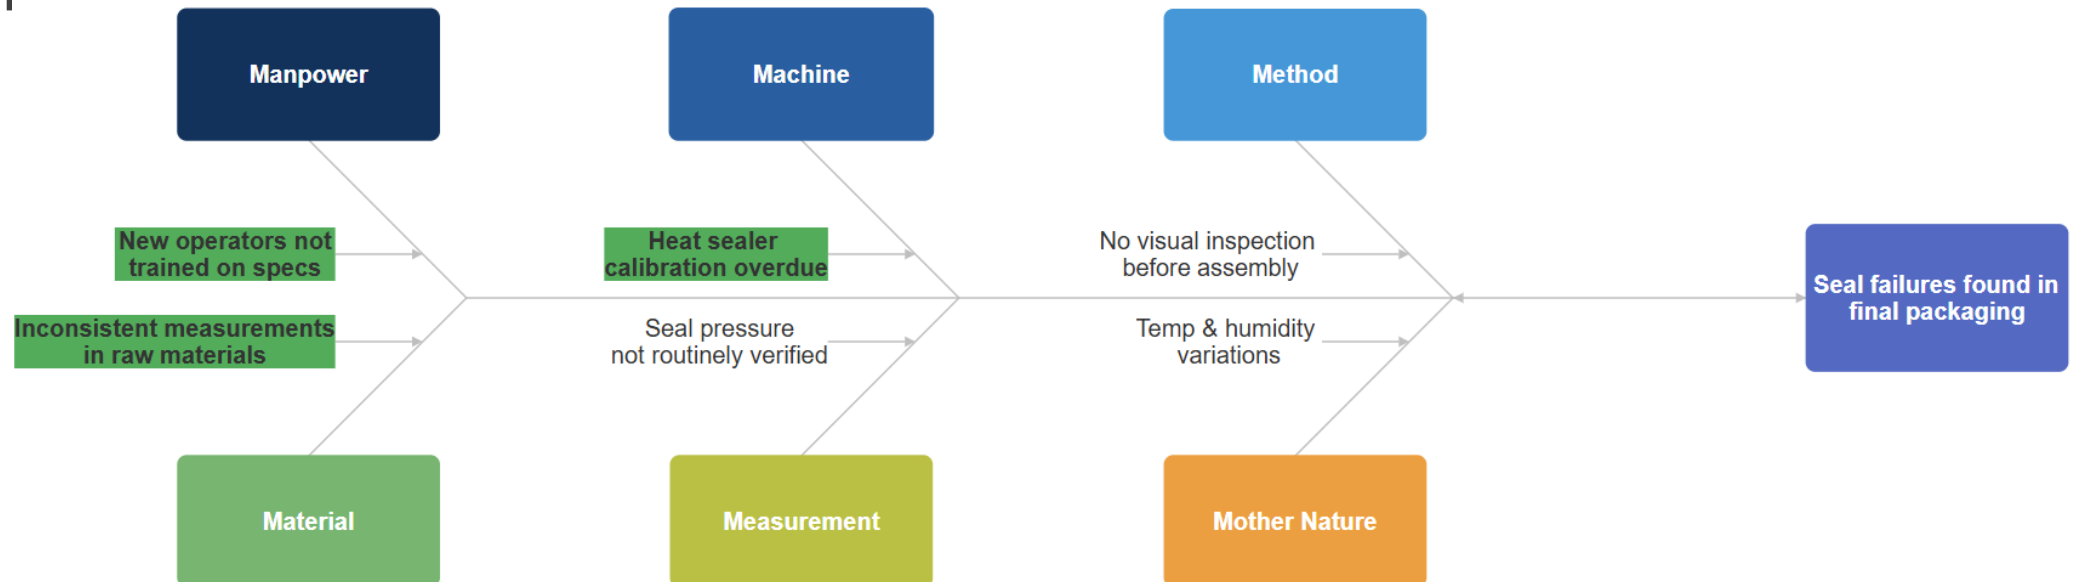 Manpower
Machine
Method
New operators not
trained on specs
Heat sealer
calibration overdue
No visual inspection
before assembly
Seal failures found in
final packaging
Inconsistent measurements
in raw materials
Seal pressure
not routinely verified
Temp & humidity
variations
Material
Measurement
Mother Nature